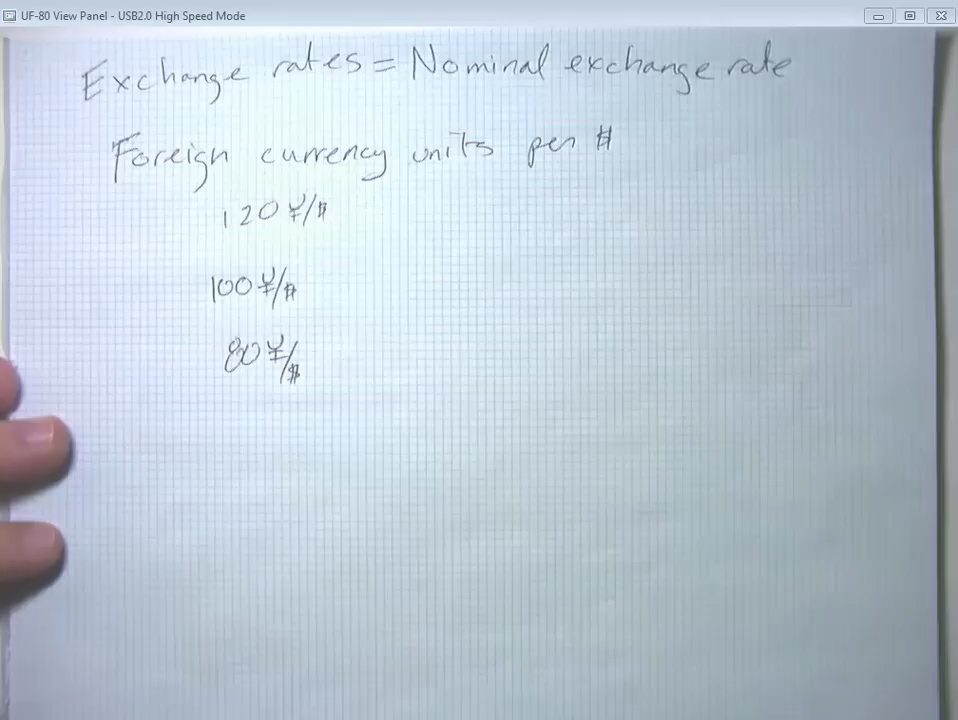 UF-80 View Panel - USB2.0 High Speed Mode
Exchange rates = Nominal exchange rate
Foreign currency units per $
120 ¥/$
100 ¥/$
80 ¥/$